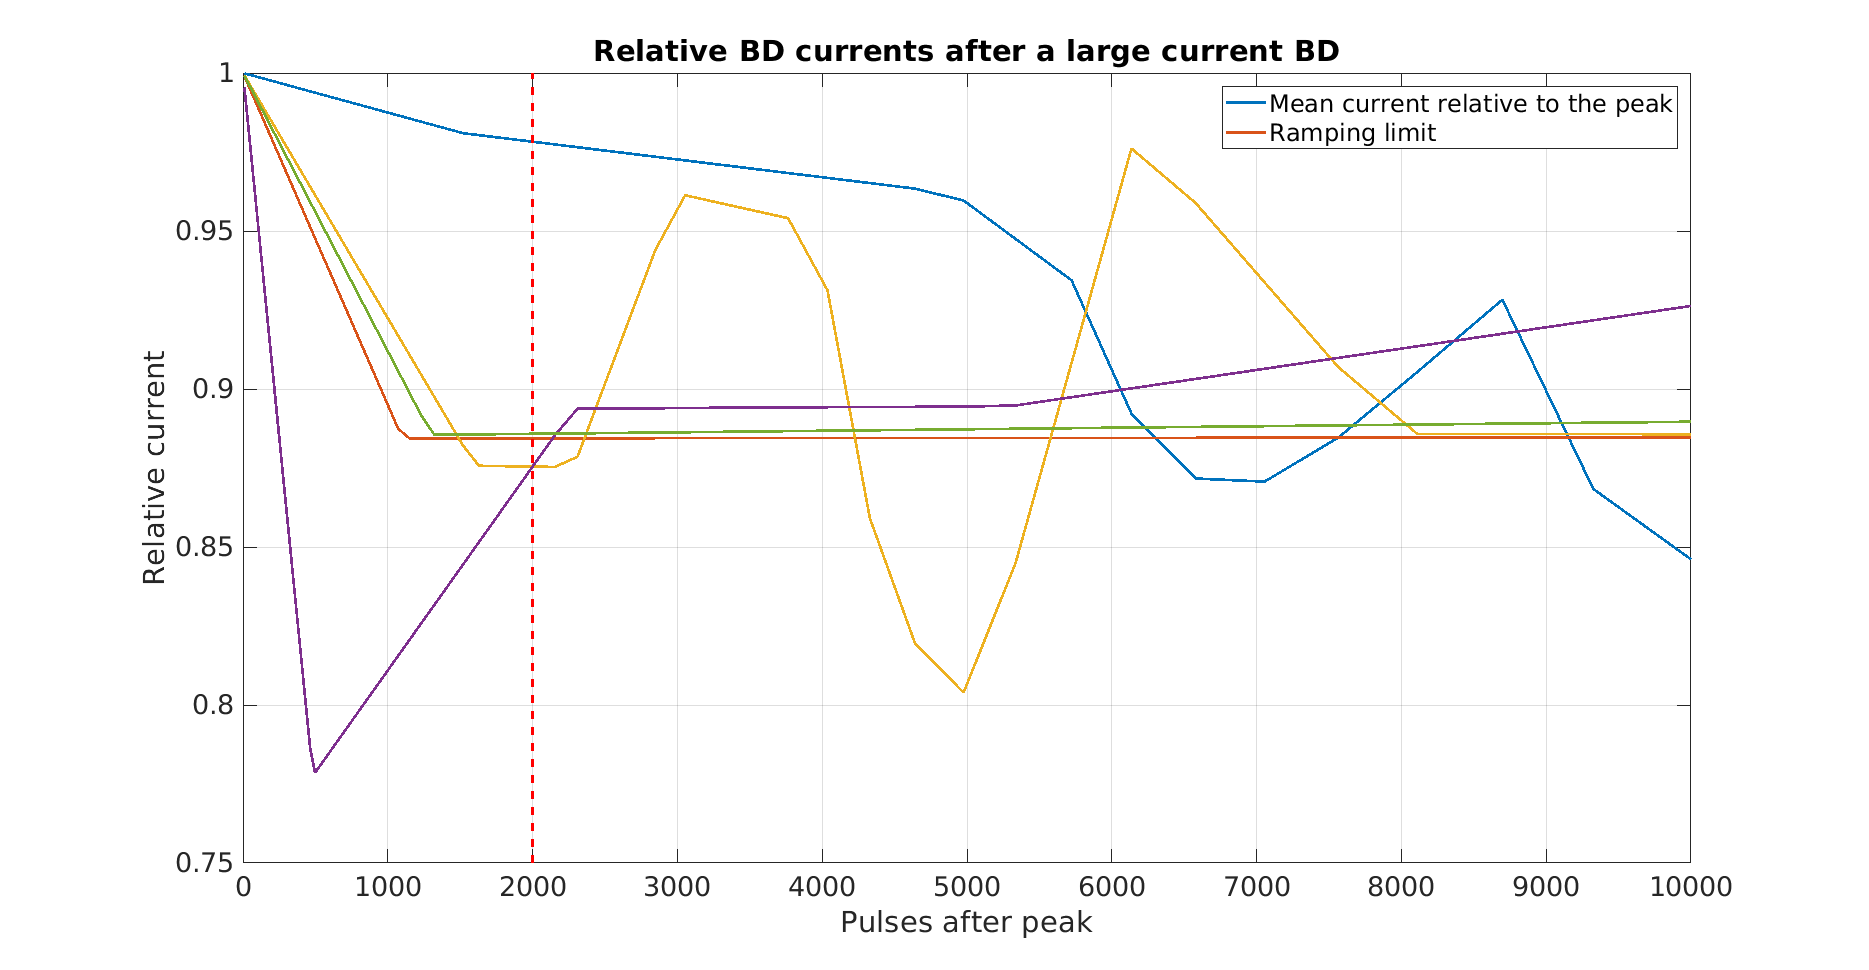 Relative BD currents after a large current BD
Mean current relative to the peak
Ramping limit
Relative current
1
0.95
0.9
0.85
0.8
0.75
0 1000 2000 3000 4000 5000 6000 7000 8000 9000 10000
Pulses after peak